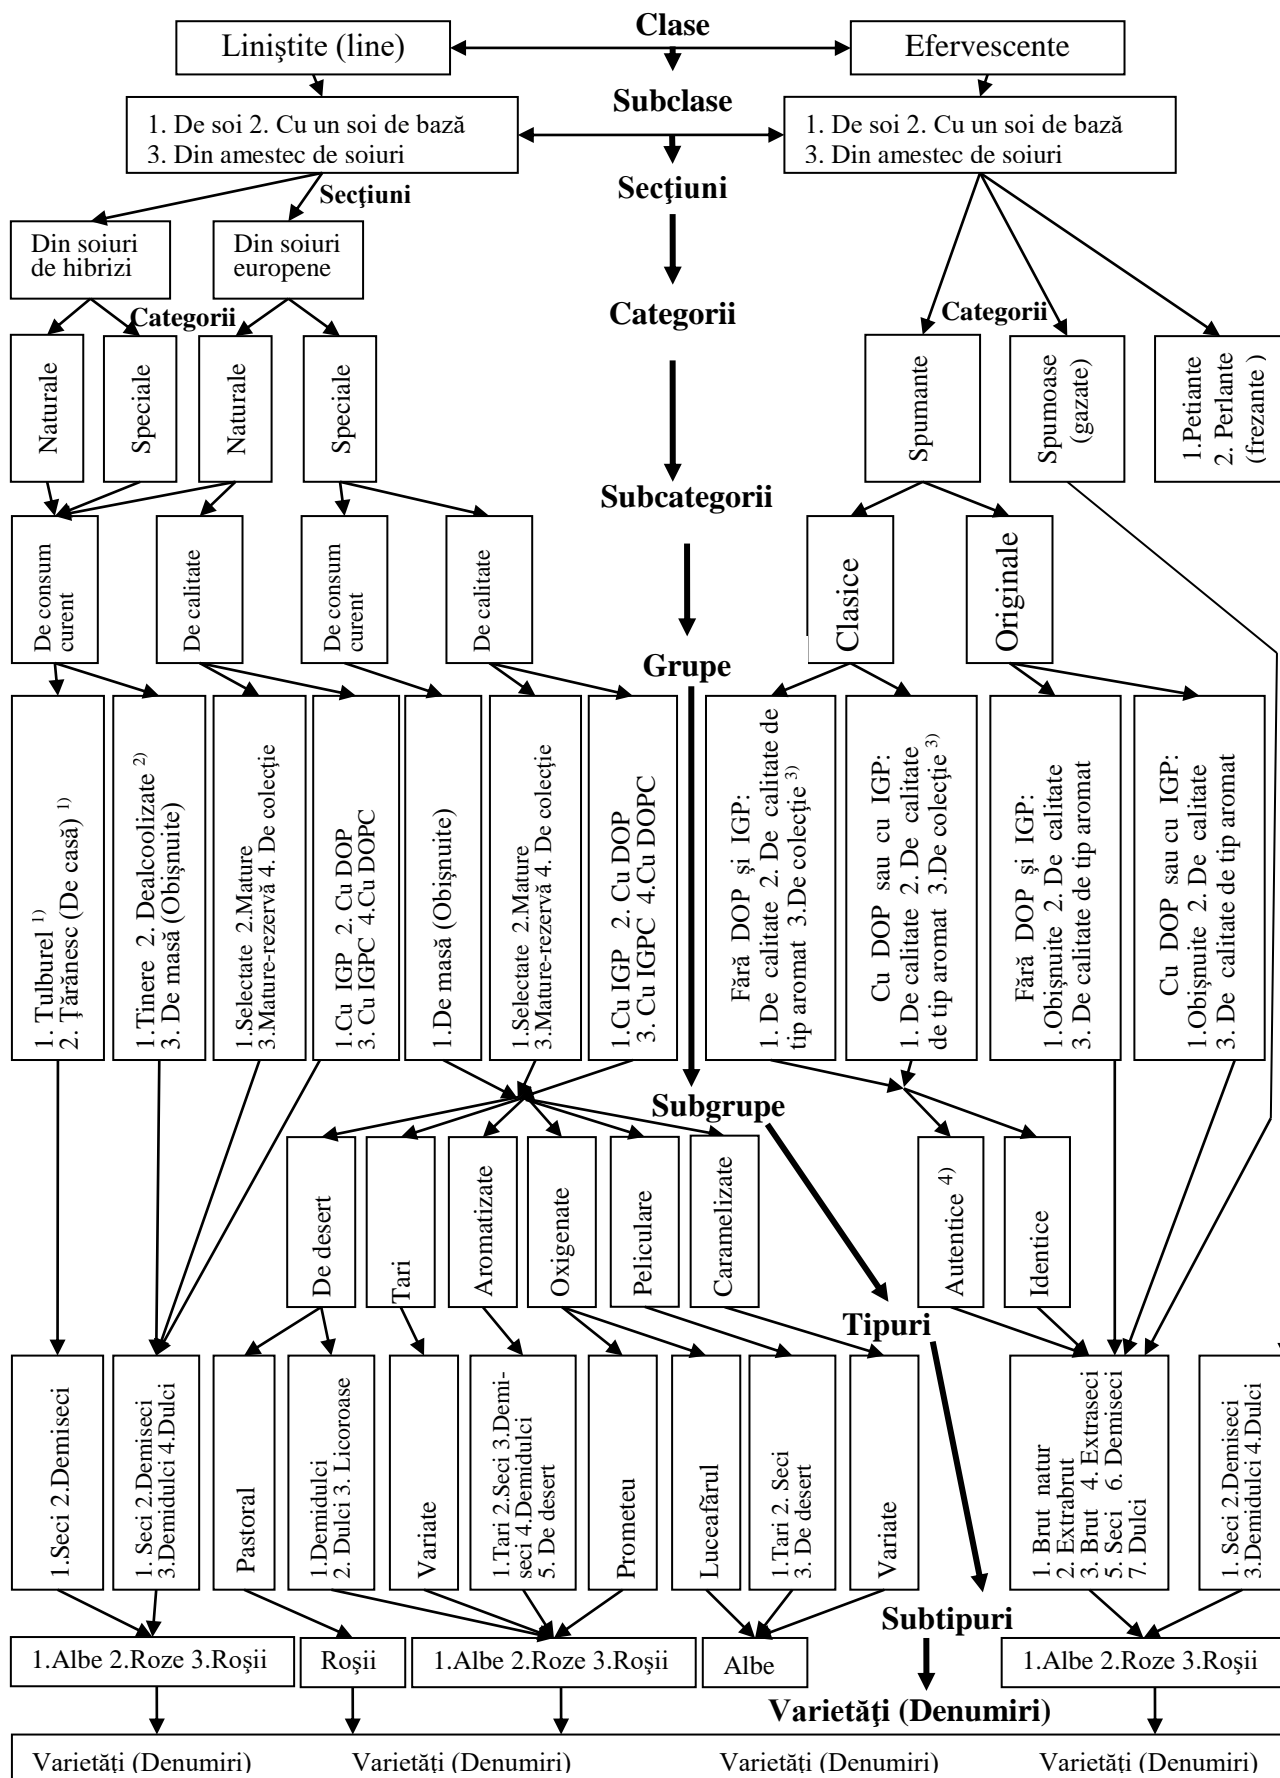 Clase
Liniştite (line)
Efervescente
Subclase
1. De soi 2. Cu un soi de bază
3. Din amestec de soiuri
1. De soi 2. Cu un soi de bază
3. Din amestec de soiuri
Secţiuni
Secţiuni
Din soiuri
de hibrizi
Din soiuri
europene
Categorii
Categorii
Categorii
Naturale
Speciale
Naturale
Speciale
Spumante
Spumoase
(gazate)
1.Petiante
2. Perlante
(frezante )
Subcategorii
De consum
curent
De calitate
De consum
curent
De calitate
Clasice
Originale
Grupe
1. Tulburel 1)
2. Ţărănesc (De casă) 1)
1.Tinere 2. Dealcoolizate 2)
3. De masă (Obişnuite)
1.Selectate 2.Mature
3.Mature-rezervă 4. De colecţie
1.Cu IGP 2. Cu DOP
3. Cu IGPC 4.Cu DOPC
1.De masă (Obişnuite)
1.Selectate 2.Mature
3.Mature-rezervă 4. De colecţie
1.Cu IGP 2. Cu DOP
3. Cu IGPC 4.Cu DOPC
Fără DOP şi IGP:
1. De calitate 2. De calitate de
tip aromat 3.De colecţie 3)
Cu DOP sau cu IGP:
1. De calitate 2. De calitate
de tip aromat 3.De colecţie 3)
Fără DOP şi IGP:
1.Obişnuite 2. De calitate
3. De calitate de tip aromat
Cu DOP sau cu IGP:
1.Obişnuite 2. De calitate
3. De calitate de tip aromat
Subgrupe
De desert
Tari
Aromatizate
Oxigenate
Peliculare
Caramelizate
Autentice 4)
Identice
Tipuri
1.Seci 2.Demiseci
1. Seci 2.Demiseci
3.Demidulci 4.Dulci
Pastoral
1.Demidulci
2. Dulci 3. Licoroase
Variate
1.Tari 2.Seci 3.Demi-
seci 4.Demidulci
5. De desert
Prometeu
Luceafărul
1.Tari 2. Seci
3. De desert
Variate
1. Brut natur
2. Extrabrut
3. Brut 4. Extraseci
5. Seci 6. Demiseci
7. Dulci
1. Seci 2.Demiseci
3.Demidulci 4.Dulci
Subtipuri
1.Albe 2.Roze 3.Roşii
Roşii
1.Albe 2.Roze 3.Roşii
Albe
1.Albe 2.Roze 3.Roşii
Varietăţi (Denumiri)
Varietăţi (Denumiri)
Varietăţi (Denumiri)
Varietăţi (Denumiri)
Varietăţi (Denumiri)